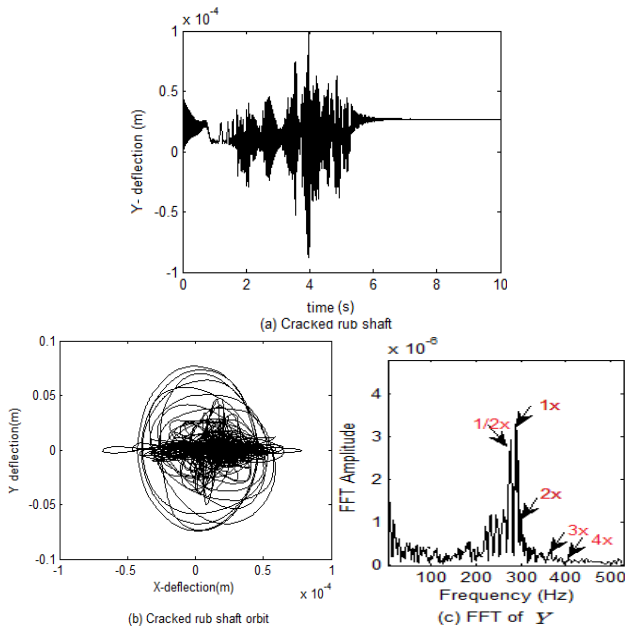 x 10⁻⁴
1
0.5
0
-0.5
-1
Y- deflection (m)
0 2 4 6 8 10
time (s)
(a) Cracked rub shaft
0.1
0.05
0
-0.05
-0.1
Y deflection(m)
-1 -0.5 0 0.5 1
X-deflection(m)
x 10⁻⁴
(b) Cracked rub shaft orbit
x 10⁻⁶
4
3
2
1
0
FFT Amplitude
1/2x
1x
2x
3x
4x
100 200 300 400 500
Frequency (Hz)
(c) FFT of Y